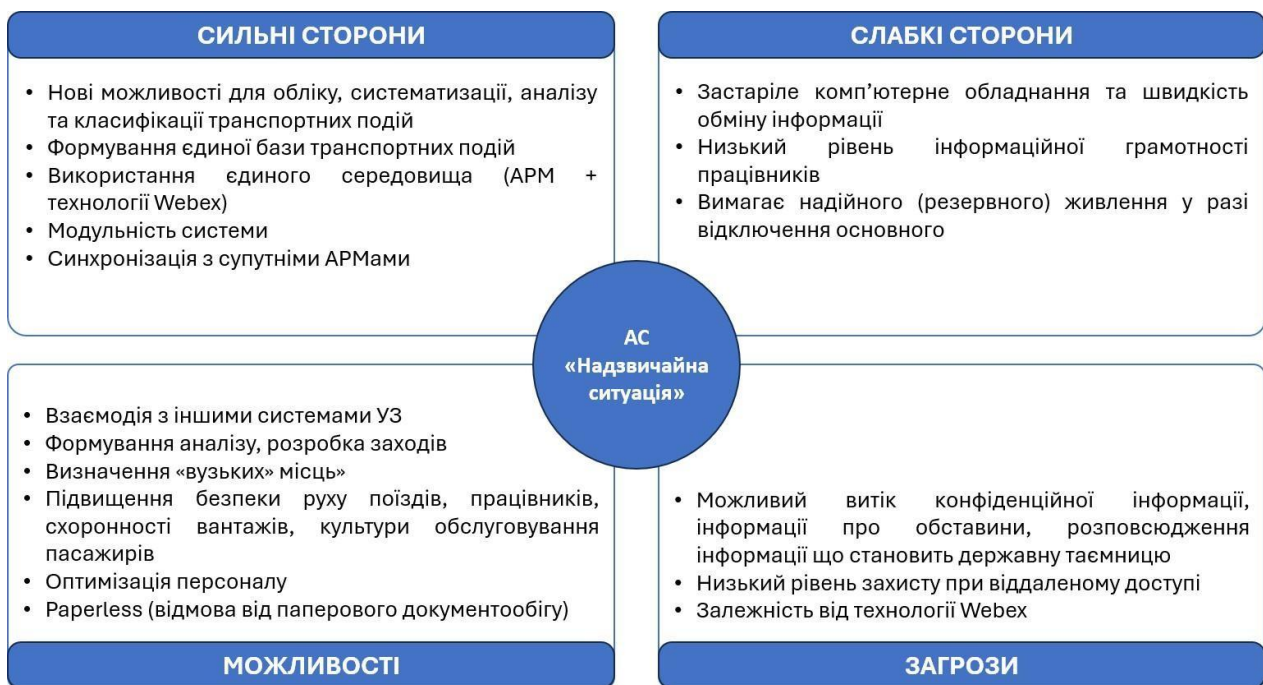 СИЛЬНІ СТОРОНИ
• Нові можливості для обліку, систематизації, аналізу
та класифікації транспортних подій
• Формування єдиної бази транспортних подій
• Використання єдиного середовища (АРМ +
технології Webex)
• Модульність системи
• Синхронізація з супутніми АРМами
СЛАБКІ СТОРОНИ
• Застаріле комп’ютерне обладнання та швидкість
обміну інформації
• Низький рівень інформаційної грамотності
працівників
• Вимагає надійного (резервного) живлення у разі
відключення основного
АС
«Надзвичайна
ситуація»
• Взаємодія з іншими системами УЗ
• Формування аналізу, розробка заходів
• Визначення «вузьких» місць»
• Підвищення безпеки руху поїздів, працівників,
схоронності вантажів, культури обслуговування
пасажирів
• Оптимізація персоналу
• Paperless (відмова від паперового документообігу)
МОЖЛИВОСТІ
• Можливий витік конфіденційної інформації,
інформації про обставини, розповсюдження
інформації що становить державну таємницю
• Низький рівень захисту при віддаленому доступі
• Залежність від технології Webex
ЗАГРОЗИ